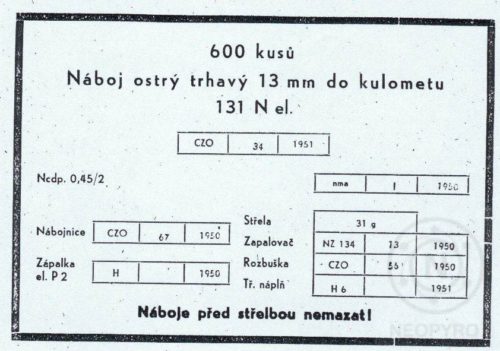 600 kusů
Náboj ostrý trhavý 13 mm do kulometu
131 N el.
CZO 34 1951
Ncdp. 0,45/2
nma 1 1950
Nábojnice CZO 67 1950
Zápalka
el. P 2 H 1950
Střela 31 g
Zapalovač NZ 134 13 1950
Rozbuška CZO 56 1950
Tř. náplň H 6 1951
Náboje před střelbou nemazat!
NEOPYRO